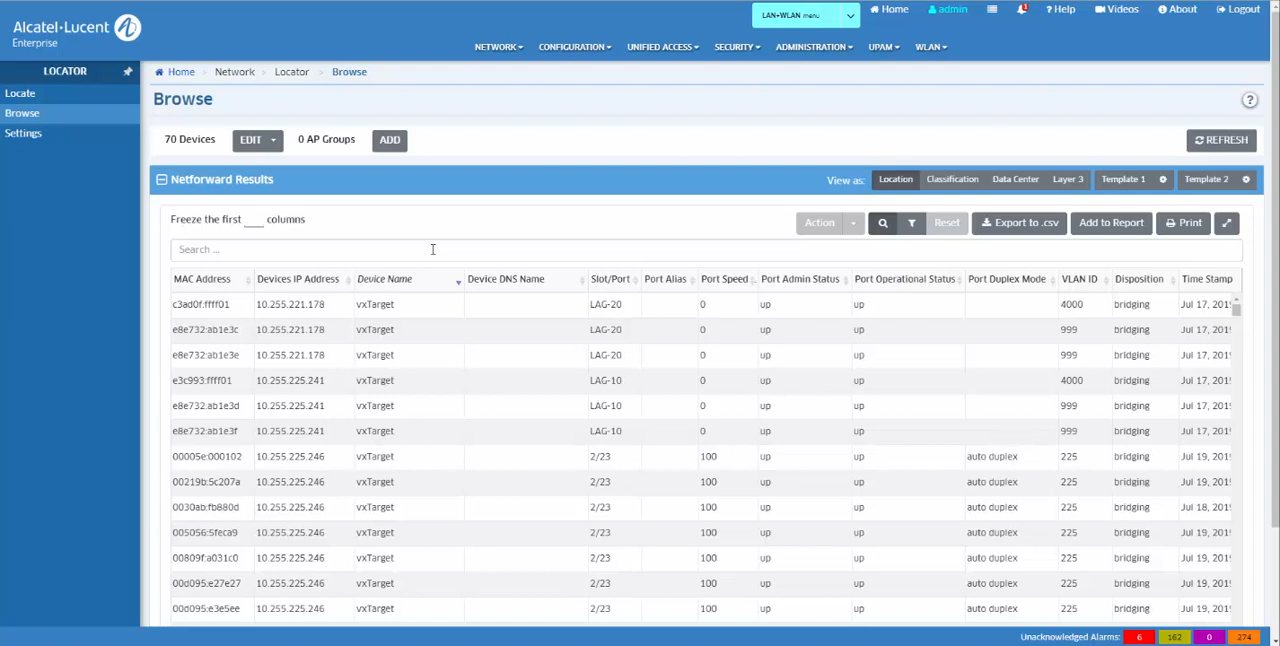 LAN+WLAN menu
Home
admin
1
? Help
Videos
About
Logout
Alcatel·Lucent
Enterprise
NETWORK
CONFIGURATION
UNIFIED ACCESS
SECURITY
ADMINISTRATION
UPAM
WLAN
LOCATOR
Locate
Browse
Settings
Home > Network > Locator > Browse
Browse
?
70 Devices EDIT 0 AP Groups ADD REFRESH
Netforward Results View as: Location Classification Data Center Layer 3 Template 1 Template 2
Freeze the first ___ columns Action Reset Export to .csv Add to Report Print
Search ...
MAC Address Devices IP Address Device Name Device DNS Name Slot/Port Port Alias Port Speed Port Admin Status Port Operational Status Port Duplex Mode VLAN ID Disposition Time Stamp
c3ad0f:ffff01 10.255.221.178 vxTarget LAG-20 0 up up 4000 bridging Jul 17, 201
e8e732:ab1e3c 10.255.221.178 vxTarget LAG-20 0 up up 999 bridging Jul 17, 201
e8e732:ab1e3e 10.255.221.178 vxTarget LAG-20 0 up up 999 bridging Jul 17, 201
e3c993:ffff01 10.255.225.241 vxTarget LAG-10 0 up up 4000 bridging Jul 17, 201
e8e732:ab1e3d 10.255.225.241 vxTarget LAG-10 0 up up 999 bridging Jul 17, 201
e8e732:ab1e3f 10.255.225.241 vxTarget LAG-10 0 up up 999 bridging Jul 17, 201
00005e:000102 10.255.225.246 vxTarget 2/23 100 up up auto duplex 225 bridging Jul 19, 201
00219b:5c207a 10.255.225.246 vxTarget 2/23 100 up up auto duplex 225 bridging Jul 19, 201
0030ab:fb880d 10.255.225.246 vxTarget 2/23 100 up up auto duplex 225 bridging Jul 18, 201
005056:5feca9 10.255.225.246 vxTarget 2/23 100 up up auto duplex 225 bridging Jul 19, 201
00809f:a031c0 10.255.225.246 vxTarget 2/23 100 up up auto duplex 225 bridging Jul 19, 201
00d095:e27e27 10.255.225.246 vxTarget 2/23 100 up up auto duplex 225 bridging Jul 19, 201
00d095:e3e5ee 10.255.225.246 vxTarget 2/23 100 up up auto duplex 225 bridging Jul 19, 201
Unacknowledged Alarms: 6 162 0 274